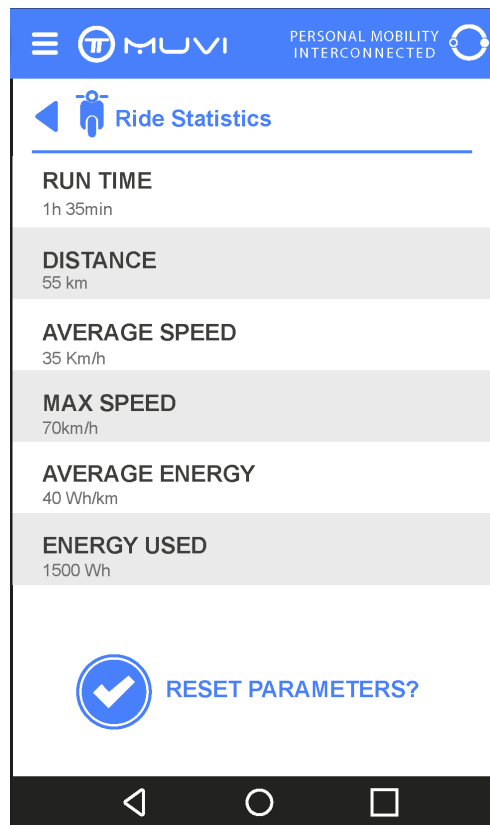 MUVI
PERSONAL MOBILITY
INTERCONNECTED
Ride Statistics
RUN TIME
1h 35min
DISTANCE
55 km
AVERAGE SPEED
35 Km/h
MAX SPEED
70km/h
AVERAGE ENERGY
40 Wh/km
ENERGY USED
1500 Wh
RESET PARAMETERS?